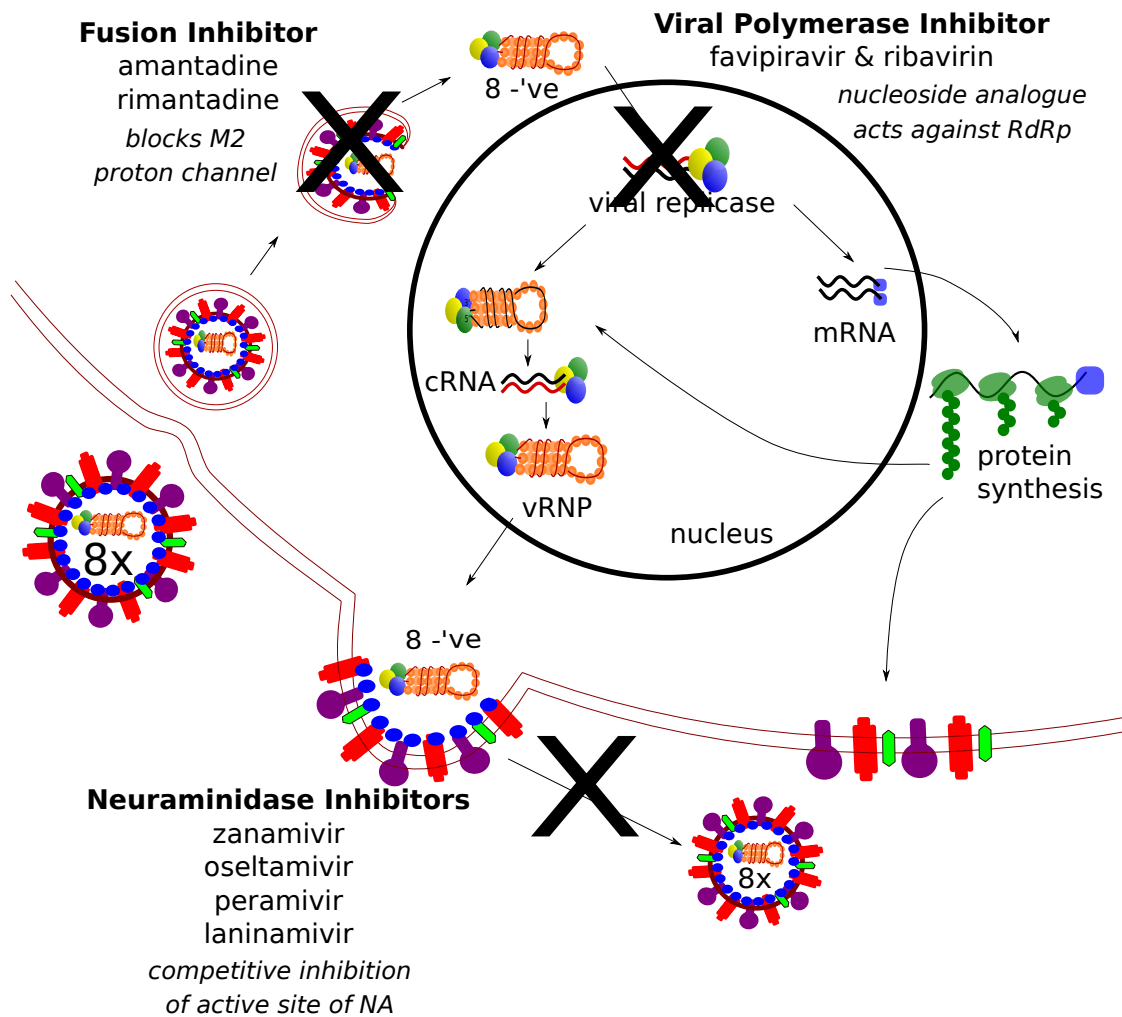 Fusion Inhibitor
amantadine
rimantadine
blocks M2
proton channel
8 -'ve
Viral Polymerase Inhibitor
favipiravir & ribavirin
nucleoside analogue
acts against RdRp
viral replicase
3'
5'
mRNA
cRNA
vRNP
nucleus
protein
synthesis
8x
8 -'ve
Neuraminidase Inhibitors
zanamivir
oseltamivir
peramivir
laninamivir
competitive inhibition
of active site of NA
8x